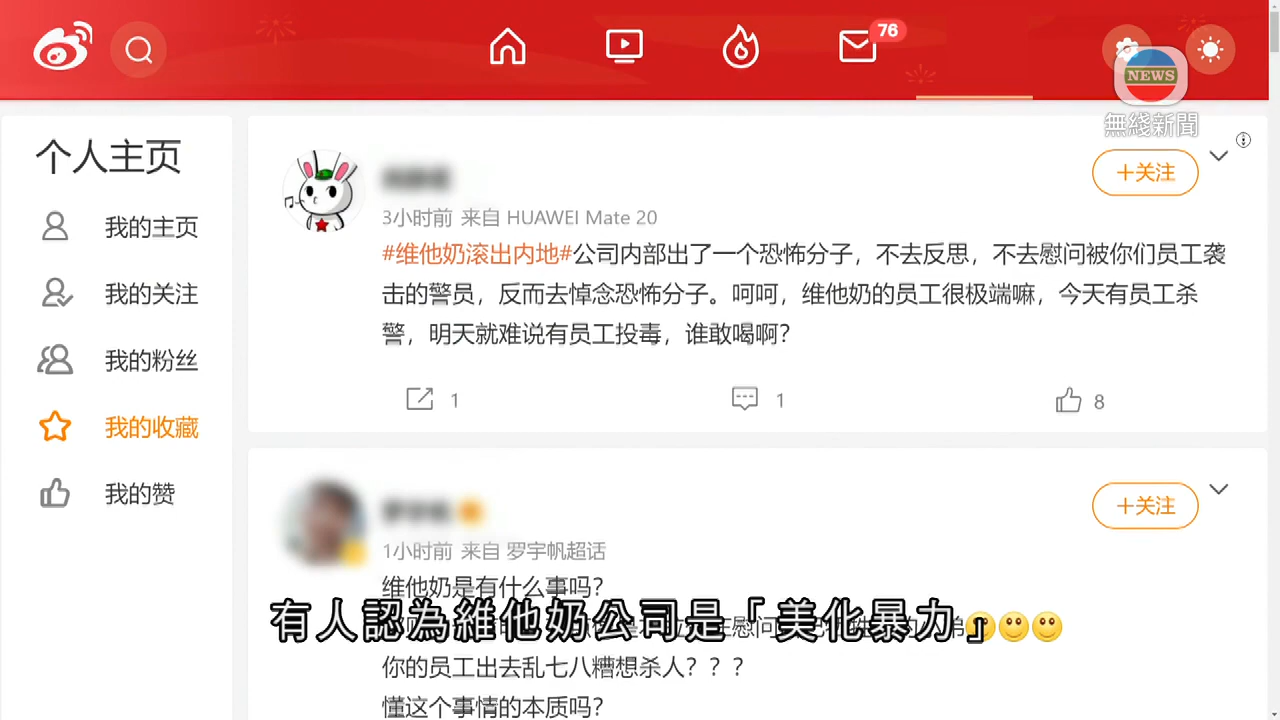 76
NEWS
無綫新聞
个人主页
我的主页
我的关注
我的粉丝
我的收藏
我的赞
+关注
3小时前 来自 HUAWEI Mate 20
#维他奶滚出内地#公司内部出了一个恐怖分子，不去反思，不去慰问被你们员工袭
击的警员，反而去悼念恐怖分子。呵呵，维他奶的员工很极端嘛，今天有员工杀
警，明天就难说有员工投毒，谁敢喝啊？
1
1
8
+关注
1小时前 来自 罗宇帆超话
维他奶是有什么事吗？
有人認為維他奶公司是「美化暴力」
你的员工出去乱七八糟想杀人？？？
懂这个事情的本质吗？